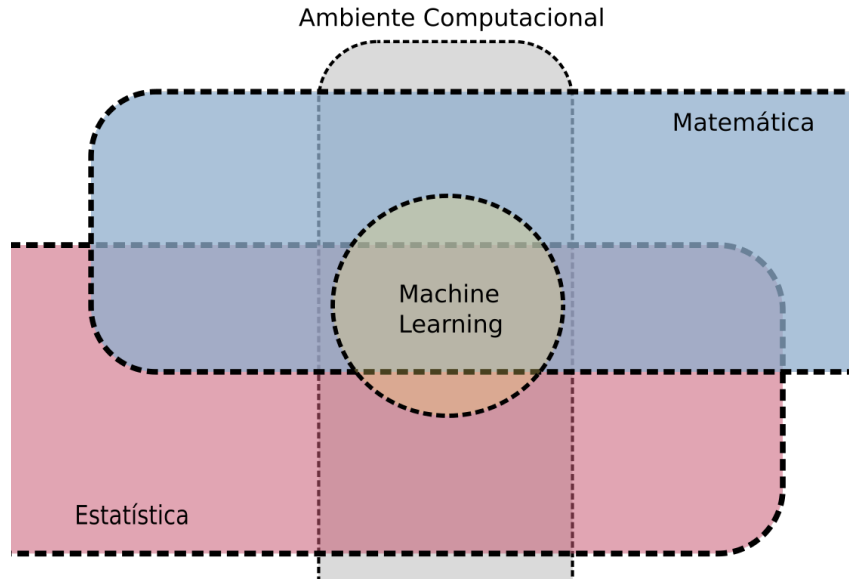 Ambiente Computacional
Matemática
Machine
Learning
Estatística